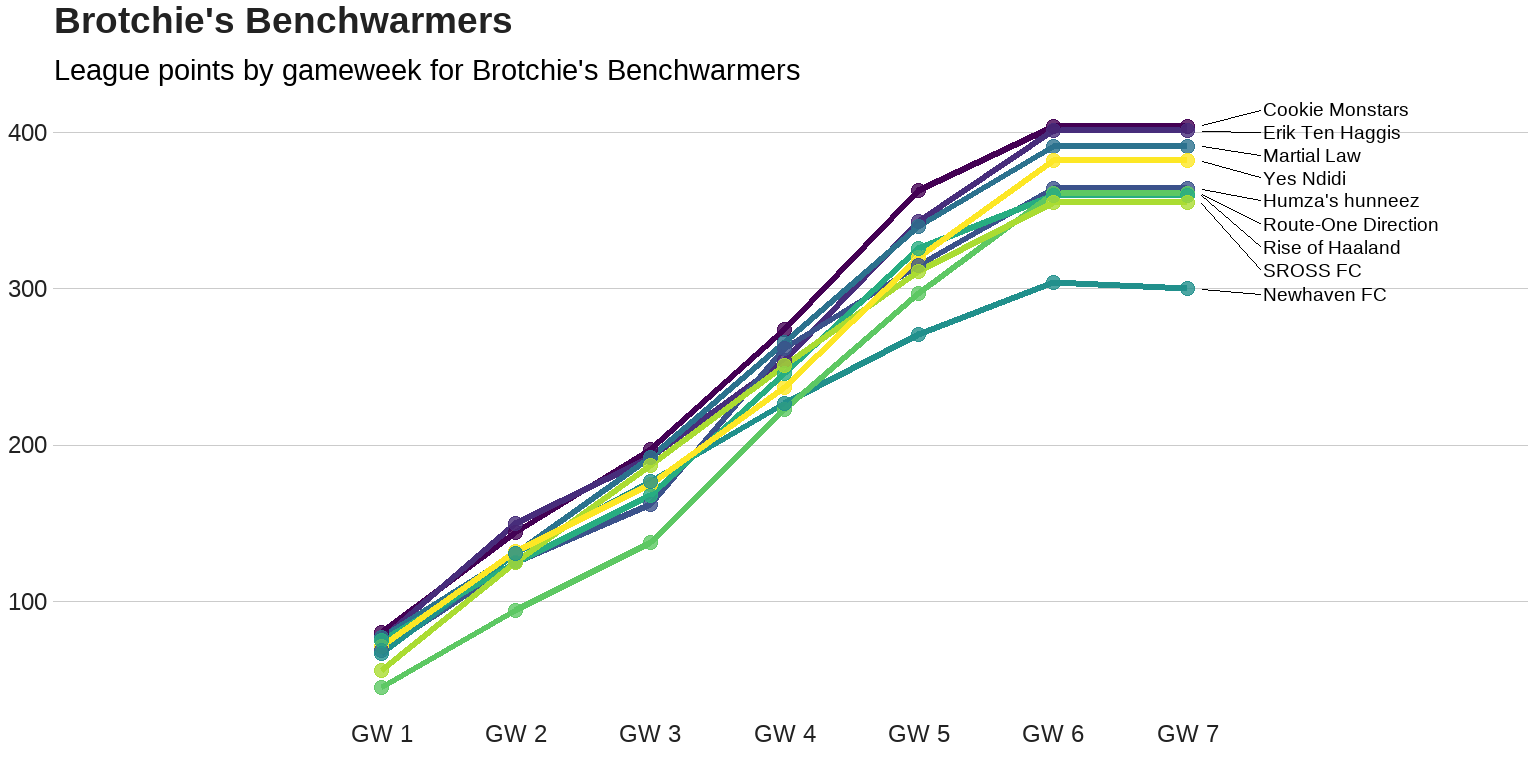 Brotchie's Benchwarmers
League points by gameweek for Brotchie's Benchwarmers
400
300
200
100
Cookie Monstars
Erik Ten Haggis
Martial Law
Yes Ndidi
Humza's hunneez
Route-One Direction
Rise of Haaland
SROSS FC
Newhaven FC
GW 1 GW 2 GW 3 GW 4 GW 5 GW 6 GW 7